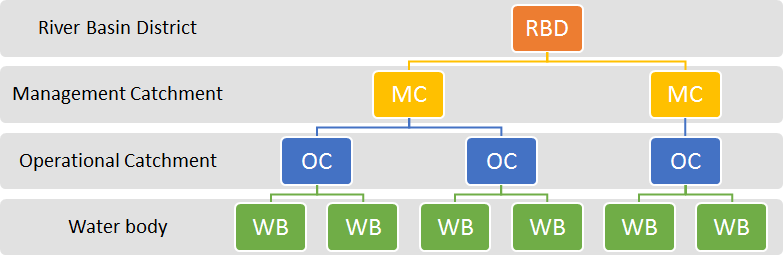 River Basin District
RBD
Management Catchment
MC
MC
Operational Catchment
OC
OC
OC
Water body
WB
WB
WB
WB
WB
WB